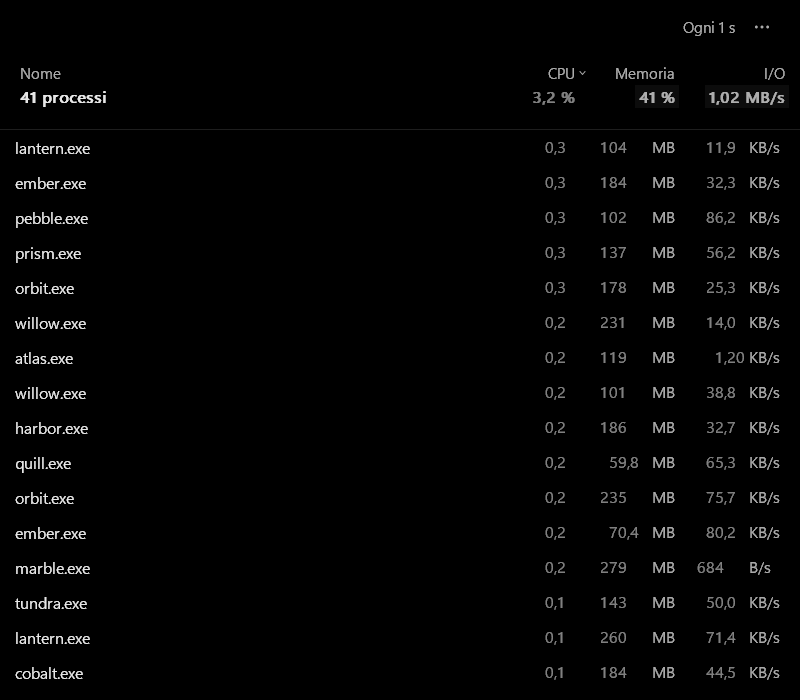 Ogni 1 s ...
Nome CPU Memoria I/O
41 processi 3,2 % 41 % 1,02 MB/s
lantern.exe 0,3 104 MB 11,9 KB/s
ember.exe 0,3 184 MB 32,3 KB/s
pebble.exe 0,3 102 MB 86,2 KB/s
prism.exe 0,3 137 MB 56,2 KB/s
orbit.exe 0,3 178 MB 25,3 KB/s
willow.exe 0,2 231 MB 14,0 KB/s
atlas.exe 0,2 119 MB 1,20 KB/s
willow.exe 0,2 101 MB 38,8 KB/s
harbor.exe 0,2 186 MB 32,7 KB/s
quill.exe 0,2 59,8 MB 65,3 KB/s
orbit.exe 0,2 235 MB 75,7 KB/s
ember.exe 0,2 70,4 MB 80,2 KB/s
marble.exe 0,2 279 MB 684 B/s
tundra.exe 0,1 143 MB 50,0 KB/s
lantern.exe 0,1 260 MB 71,4 KB/s
cobalt.exe 0,1 184 MB 44,5 KB/s